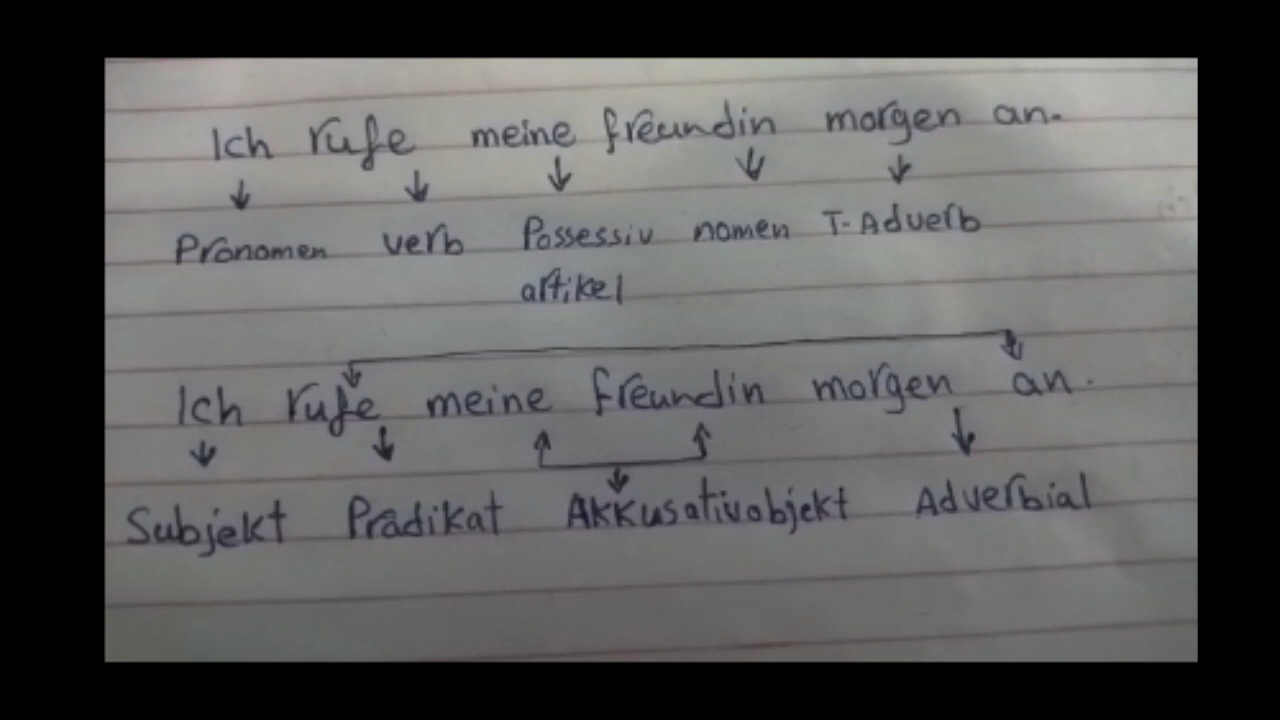 Ich rufe meine freundin morgen an.
Pronomen verb Possessiv nomen T-Adverb
artikel
Ich rufe meine freundin morgen an.
Subjekt Prädikat Akkusativobjekt Adverbial